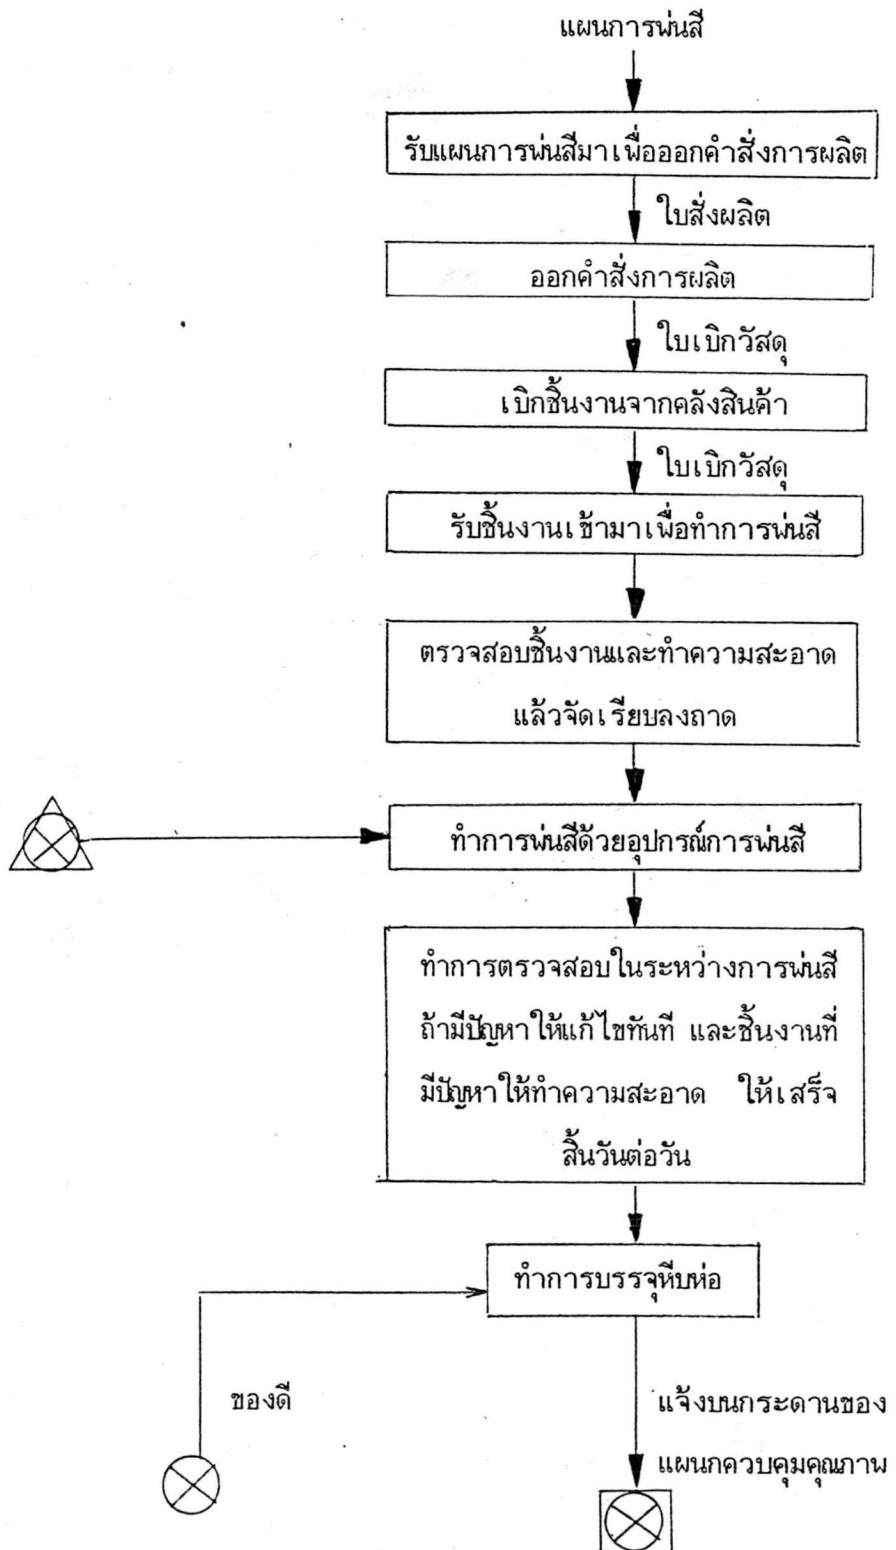 แผนการพ่นสี
รับแผนการพ่นสีมาเพื่อออกคำสั่งการผลิต
ใบสั่งผลิต
ออกคำสั่งการผลิต
ใบเบิกวัสดุ
เบิกชิ้นงานจากคลังสินค้า
ใบเบิกวัสดุ
รับชิ้นงานเข้ามาเพื่อทำการพ่นสี
ตรวจสอบชิ้นงานและทำความสะอาด
แล้วจัดเรียบลงถาด
ทำการพ่นสีด้วยอุปกรณ์การพ่นสี
ทำการตรวจสอบในระหว่างการพ่นสี
ถ้ามีปัญหาให้แก้ไขทันที และชิ้นงานที่
มีปัญหาให้ทำความสะอาด ให้เสร็จ
สิ้นวันต่อวัน
ทำการบรรจุหีบห่อ
ของดี
แจ้งบนกระดานของ
แผนกควบคุมคุณภาพ